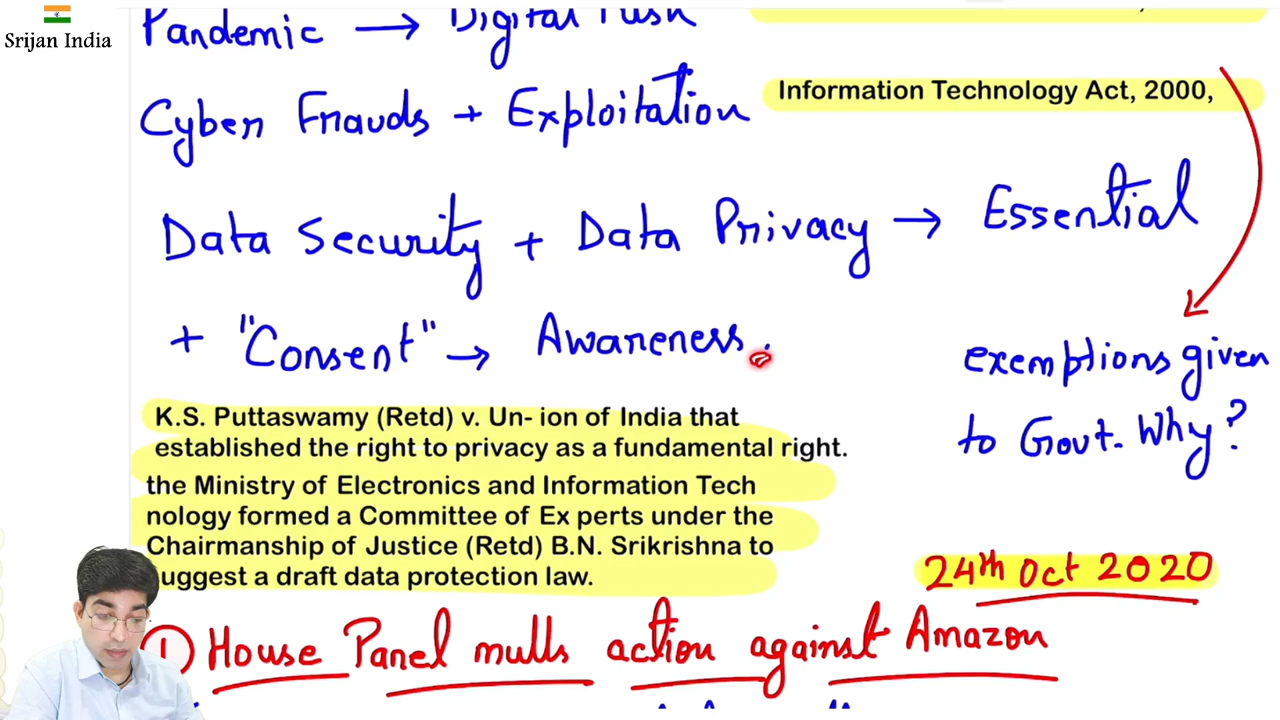 Srijan India
Pandemic → Digital Push
Cyber Frauds + Exploitation
Information Technology Act, 2000,
Data Security + Data Privacy → Essential
+ "Consent" → Awareness.
exemptions given
to Govt. Why?
K.S. Puttaswamy (Retd) v. Un- ion of India that
established the right to privacy as a fundamental right.
the Ministry of Electronics and Information Tech
nology formed a Committee of Ex perts under the
Chairmanship of Justice (Retd) B.N. Srikrishna to
suggest a draft data protection law.
24th Oct 2020
① House Panel mulls action against Amazon